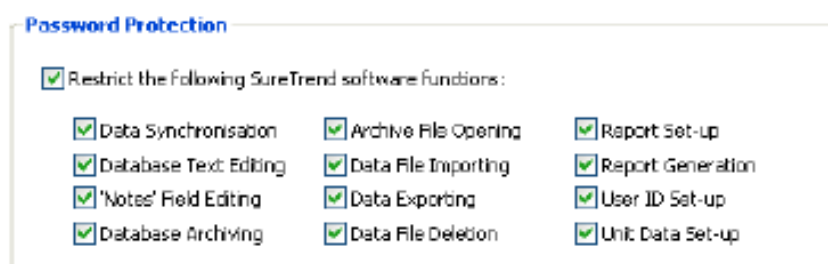 Password Protection
Restrict the following SureTrend software functions:
Data Synchronisation Archive File Opening Report Set-up
Database Text Editing Data File Importing Report Generation
'Notes' Field Editing Data Exporting User ID Set-up
Database Archiving Data File Deletion Unit Data Set-up